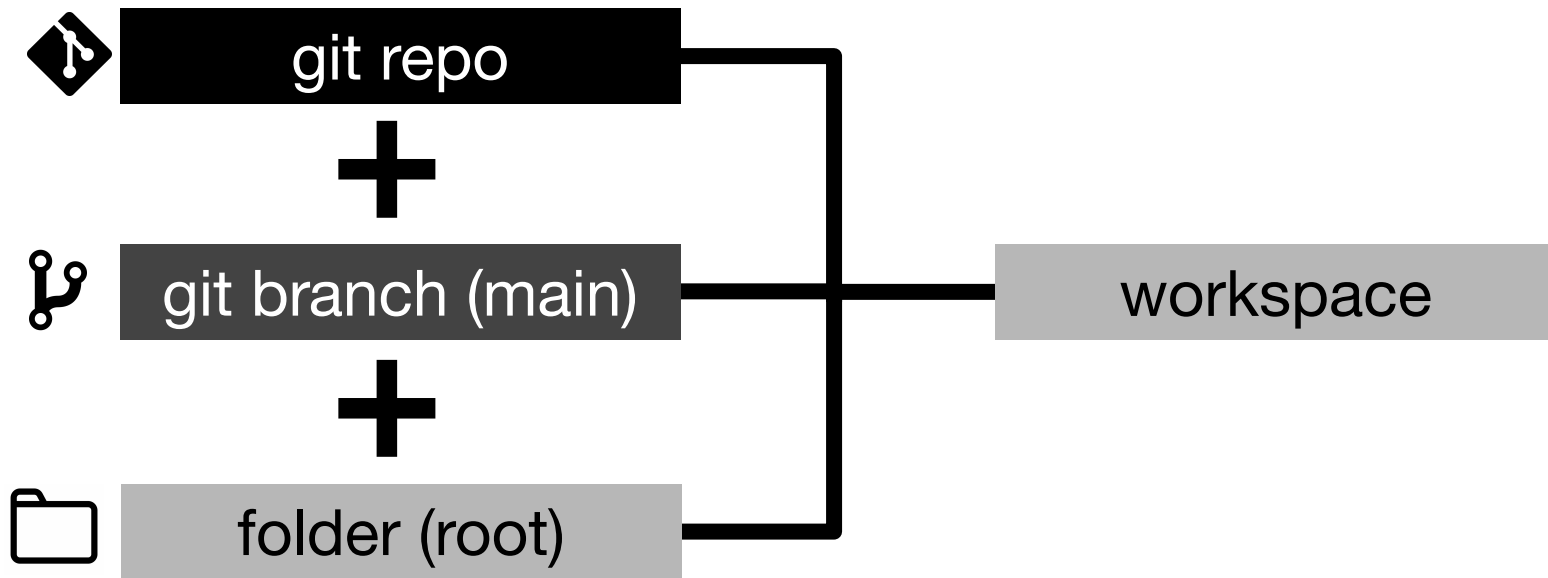 git repo
git branch (main)
workspace
folder (root)